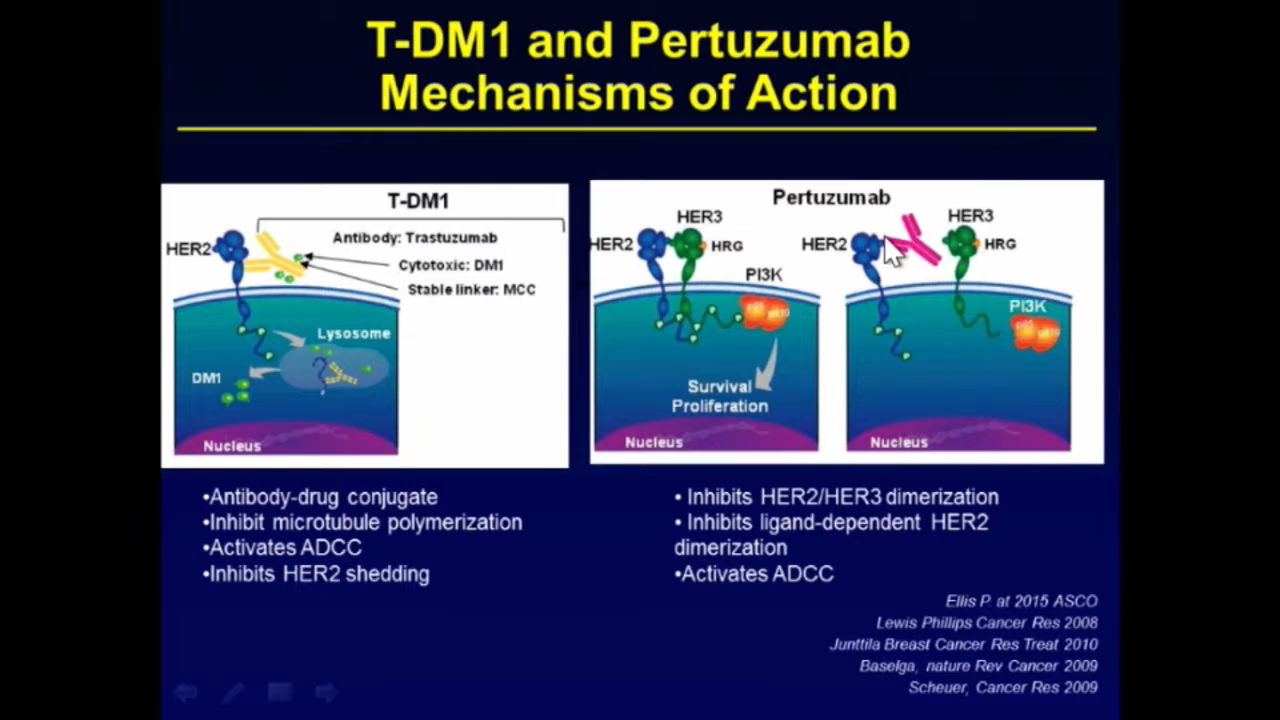 T-DM1 and Pertuzumab
Mechanisms of Action
T-DM1
HER2
Antibody: Trastuzumab
Cytotoxic: DM1
Stable linker: MCC
Lysosome
DM1
Nucleus
Pertuzumab
HER3
HER2
HRG
PI3K
p85
p110
Survival
Proliferation
Nucleus
HER3
HER2
HRG
PI3K
p85
p110
Nucleus
•Antibody-drug conjugate
•Inhibit microtubule polymerization
•Activates ADCC
•Inhibits HER2 shedding
• Inhibits HER2/HER3 dimerization
• Inhibits ligand-dependent HER2
dimerization
•Activates ADCC
Ellis P. at 2015 ASCO
Lewis Phillips Cancer Res 2008
Junttila Breast Cancer Res Treat 2010
Baselga, nature Rev Cancer 2009
Scheuer, Cancer Res 2009